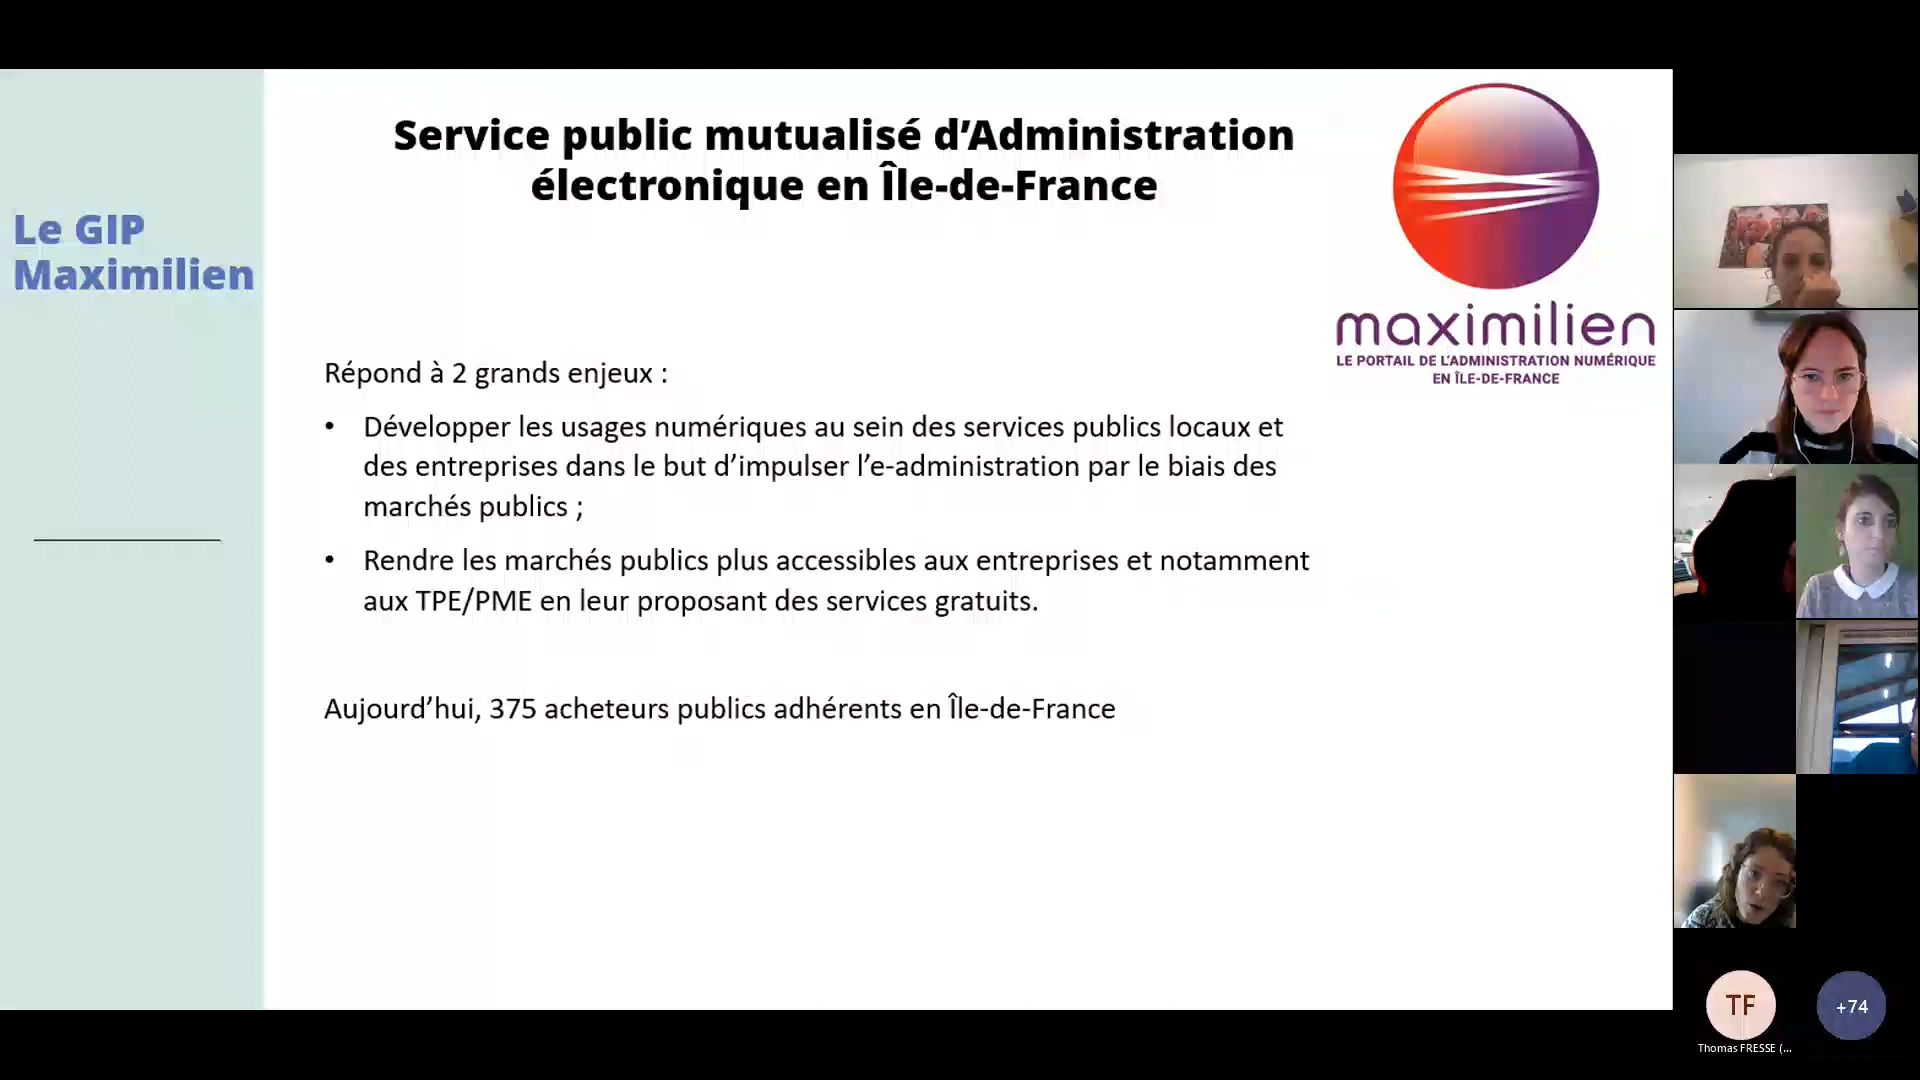 Service public mutualisé d’Administration
électronique en Île-de-France
Le GIP
Maximilien
maximilien
LE PORTAIL DE L’ADMINISTRATION NUMÉRIQUE
EN ÎLE-DE-FRANCE
Répond à 2 grands enjeux :
• Développer les usages numériques au sein des services publics locaux et
des entreprises dans le but d’impulser l’e-administration par le biais des
marchés publics ;
• Rendre les marchés publics plus accessibles aux entreprises et notamment
aux TPE/PME en leur proposant des services gratuits.
Aujourd’hui, 375 acheteurs publics adhérents en Île-de-France
TF
+74
Thomas FRESSE (...